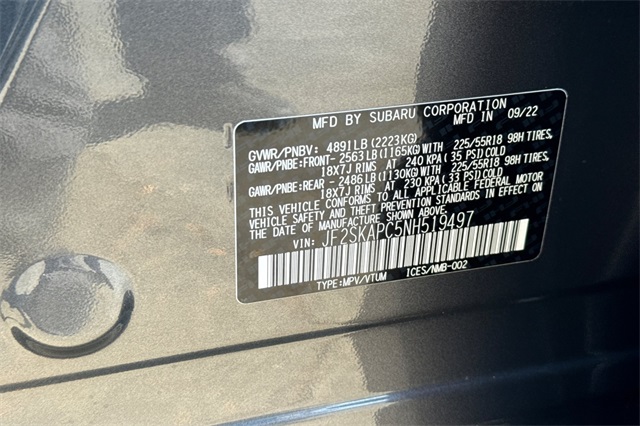 MFD BY SUBARU CORPORATION
MFD IN 09/22
GVWR/PNBV: 4891LB(2223KG)
GAWR/PNBE:FRONT- 2563LB(1165KG)WITH 225/55R18 98H TIRES,
18X7J RIMS AT 240 KPA(35 PSI)COLD
GAWR/PNBE:REAR - 2486LB(1130KG)WITH 225/55R18 98H TIRES,
18X7J RIMS AT 230 KPA(33 PSI)COLD
THIS VEHICLE CONFORMS TO ALL APPLICABLE FEDERAL MOTOR
VEHICLE SAFETY AND BUMPER STANDARDS IN EFFECT ON THE
DATE OF MANUFACTURE SHOWN ABOVE.
VIN: JF2SKAPC5NH519497
TYPE:MPV/VTUM ICES/NMB-002